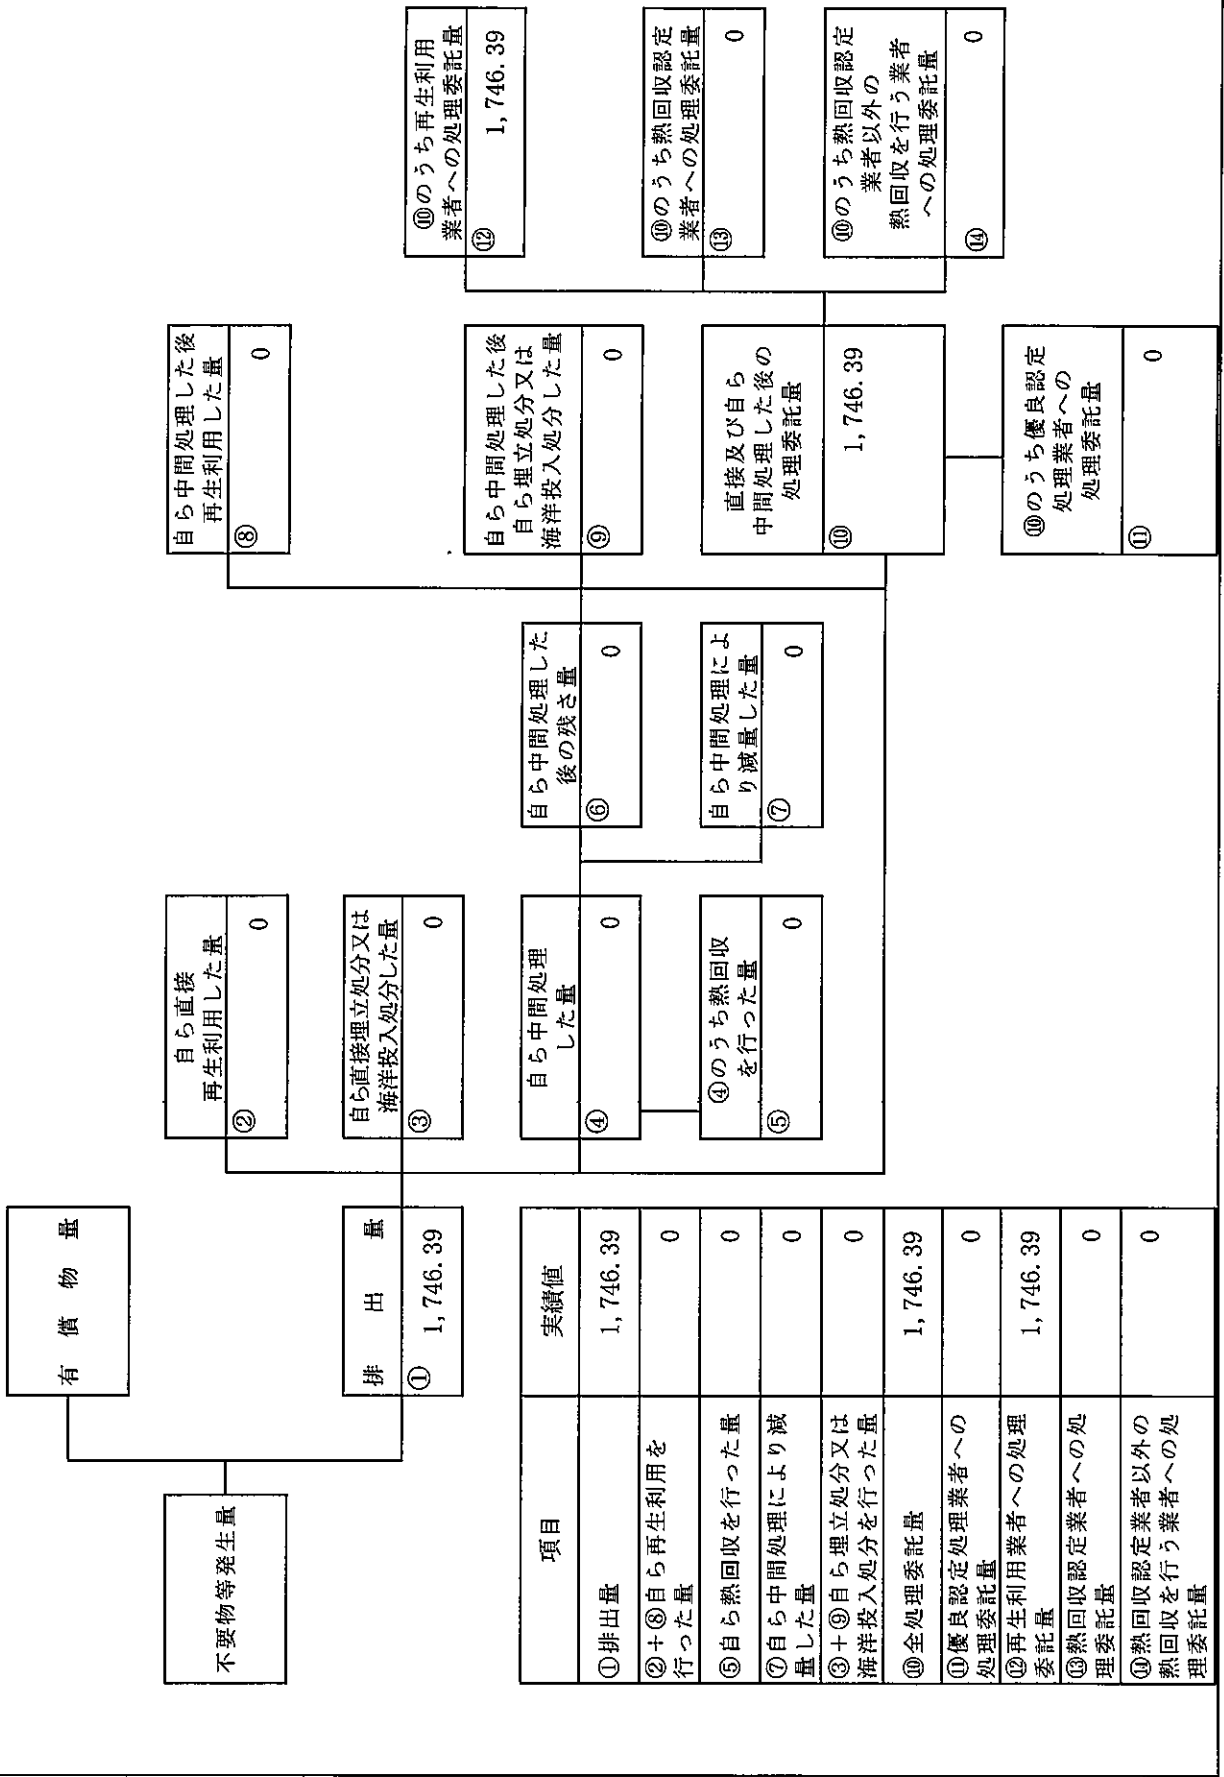 不要物等発生量
有償物量
排出量
① 1,746.39
自ら直接
再生利用した量
② 0
自ら直接埋立処分又は
海洋投入処分した量
③ 0
自ら中間処理
した量
④ 0
④のうち熱回収
を行った量
⑤ 0
自ら中間処理した
後の残さ量
⑥ 0
自ら中間処理によ
り減量した量
⑦ 0
自ら中間処理した後
再生利用した量
⑧ 0
自ら中間処理した後
自ら埋立処分又は
海洋投入処分した量
⑨ 0
直接及び自ら
中間処理した後の
処理委託量
⑩ 1,746.39
⑩のうち優良認定
処理業者への
処理委託量
⑪ 0
⑩のうち再生利用
業者への処理委託量
⑫ 1,746.39
⑩のうち熱回収認定
業者への処理委託量
⑬ 0
⑩のうち熱回収認定
業者以外の
熱回収を行う業者
への処理委託量
⑭ 0
項目 実績値
①排出量 1,746.39
②+⑧自ら再生利用を
行った量 0
⑤自ら熱回収を行った量 0
⑦自ら中間処理により減
量した量 0
③+⑨自ら埋立処分又は
海洋投入処分を行った量 0
⑩全処理委託量 1,746.39
⑪優良認定処理業者への
処理委託量 0
⑫再生利用業者への処理
委託量 1,746.39
⑬熱回収認定業者への処
理委託量 0
⑭熱回収認定業者以外の
熱回収を行う業者への処
理委託量 0